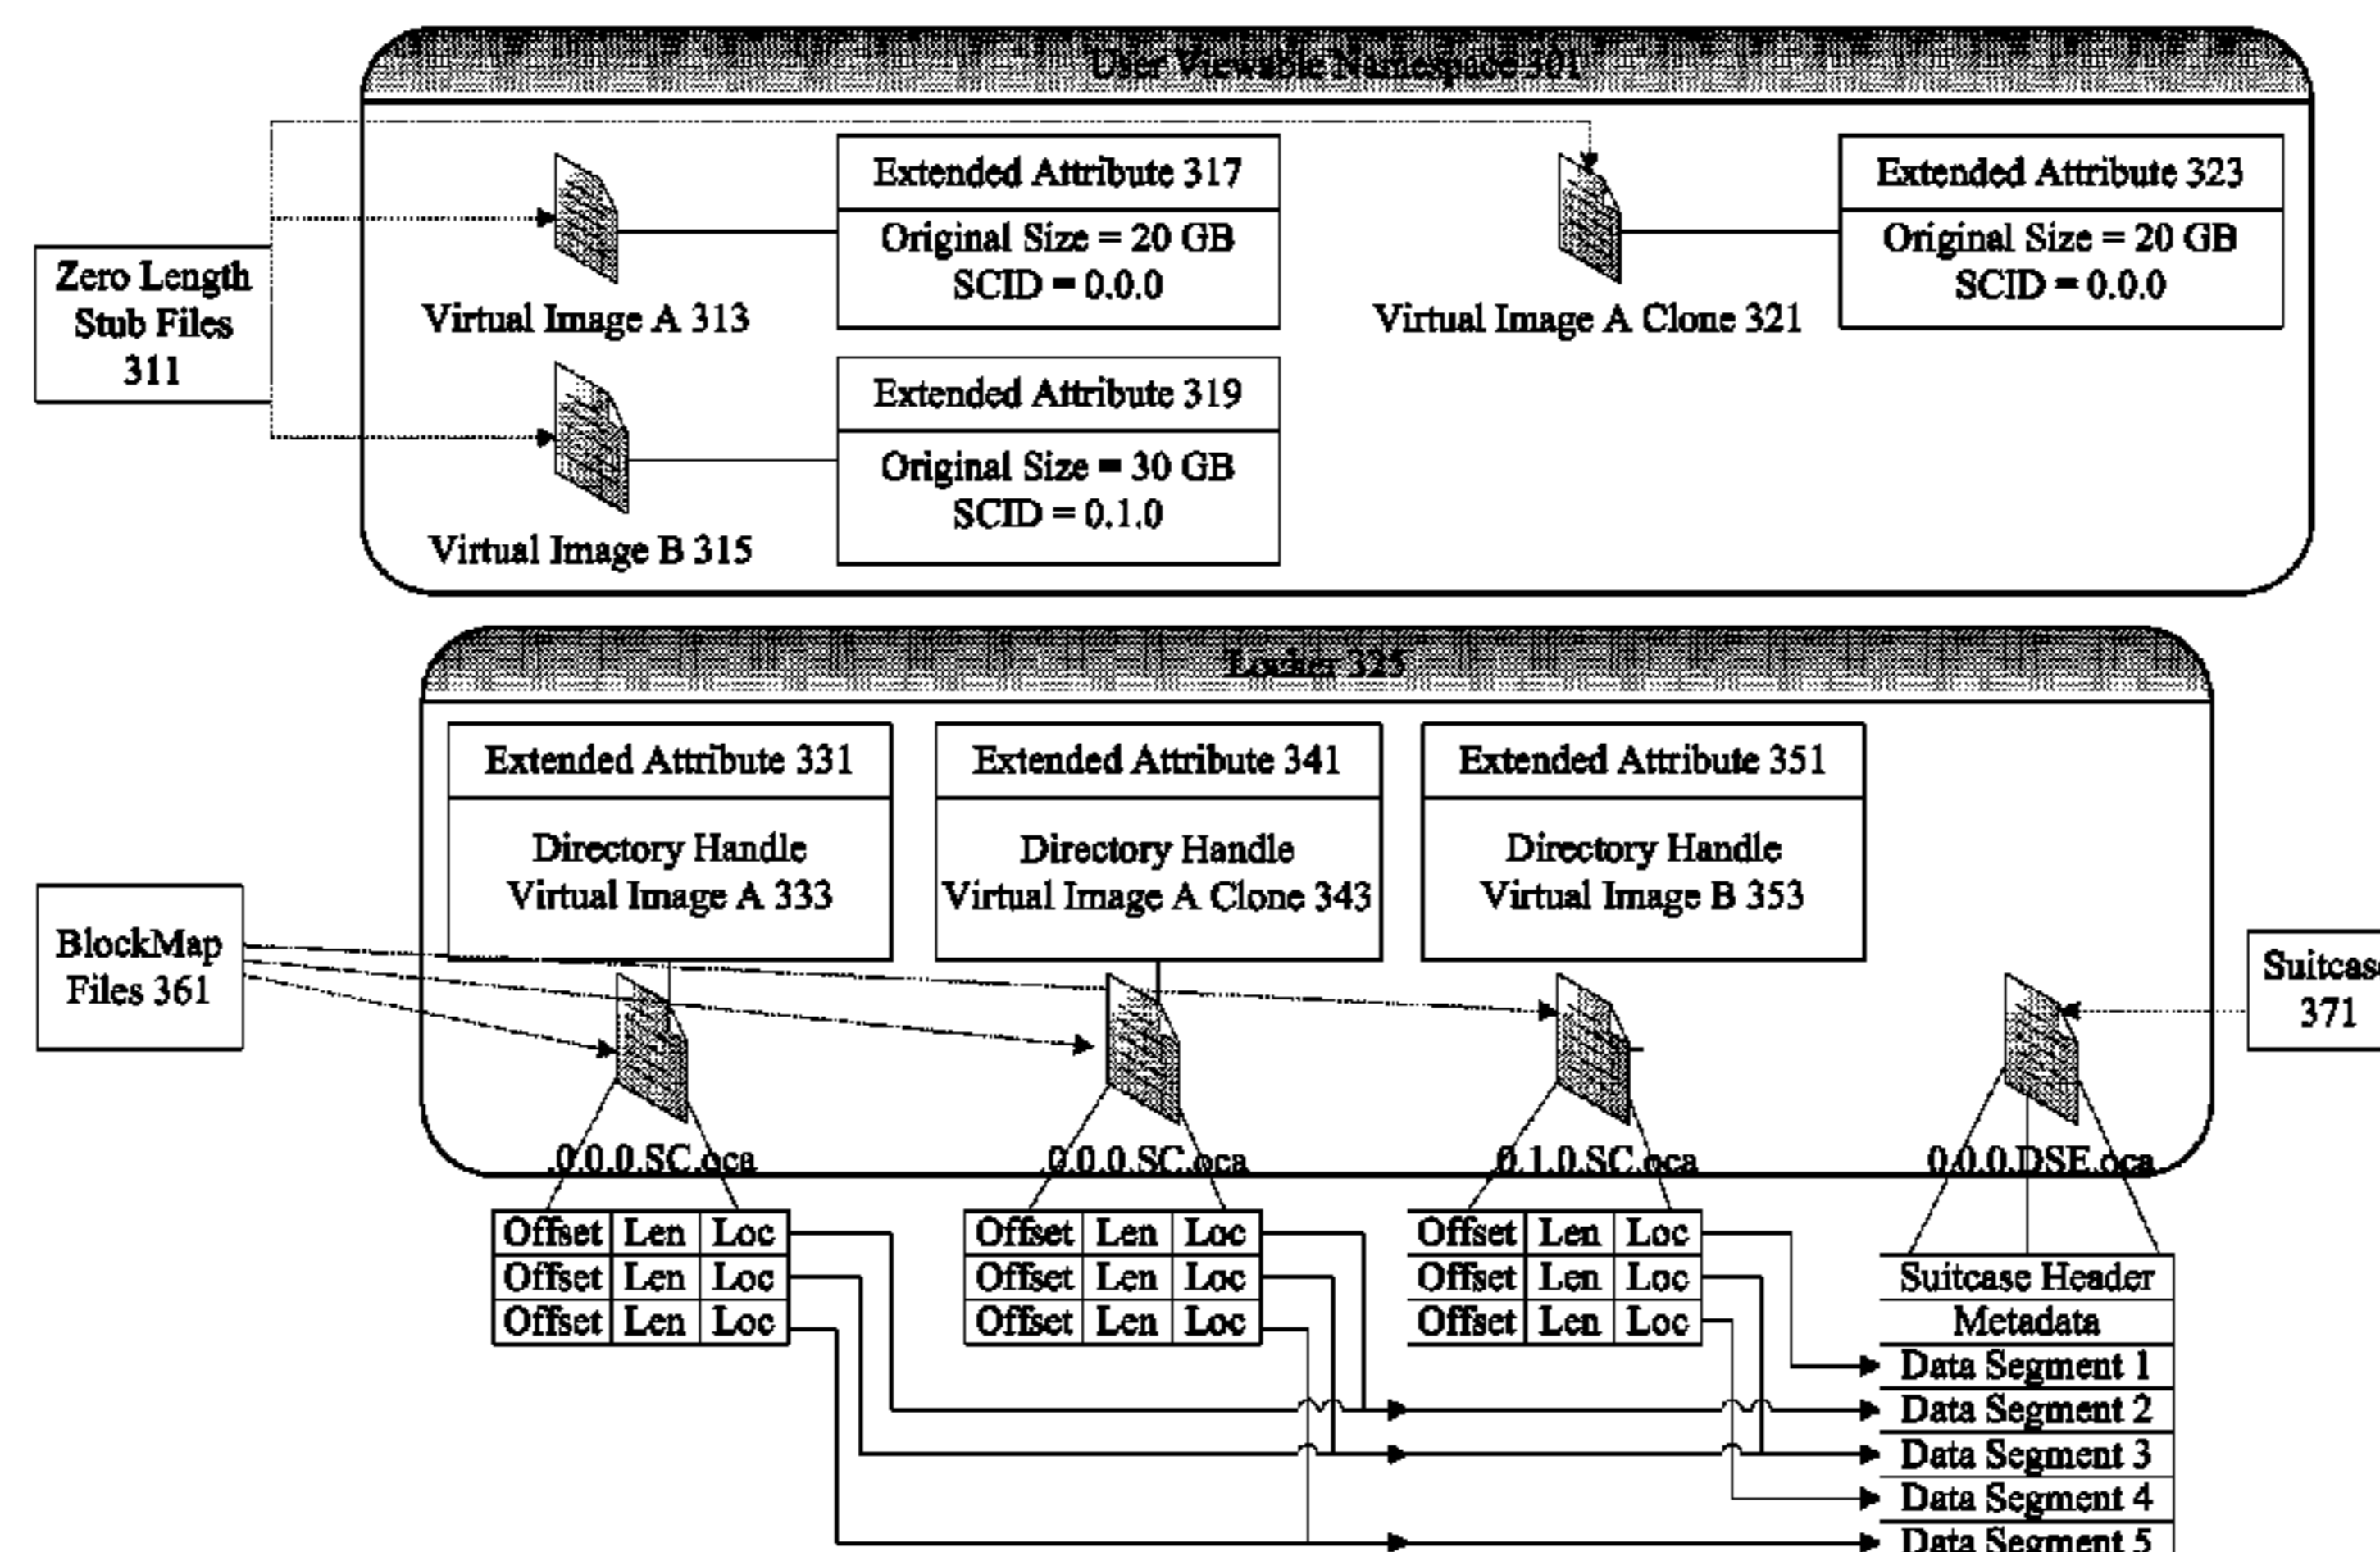 User Viewable Namespace 301
Extended Attribute 317
Original Size = 20 GB
SCID = 0.0.0
Virtual Image A 313
Extended Attribute 323
Original Size = 20 GB
SCID = 0.0.0
Virtual Image A Clone 321
Zero Length
Stub Files
311
Extended Attribute 319
Original Size = 30 GB
SCID = 0.1.0
Virtual Image B 315
Locker 325
Extended Attribute 331
Directory Handle
Virtual Image A 333
Extended Attribute 341
Directory Handle
Virtual Image A Clone 343
Extended Attribute 351
Directory Handle
Virtual Image B 353
BlockMap
Files 361
Suitcase
371
.0.0.0.SC.oca
.0.0.0.SC.oca
0.1.0.SC.oca
0.0.0.DSE.oca
Offset Len Loc
Offset Len Loc
Offset Len Loc
Offset Len Loc
Offset Len Loc
Offset Len Loc
Offset Len Loc
Offset Len Loc
Offset Len Loc
Suitcase Header
Metadata
Data Segment 1
Data Segment 2
Data Segment 3
Data Segment 4
Data Segment 5